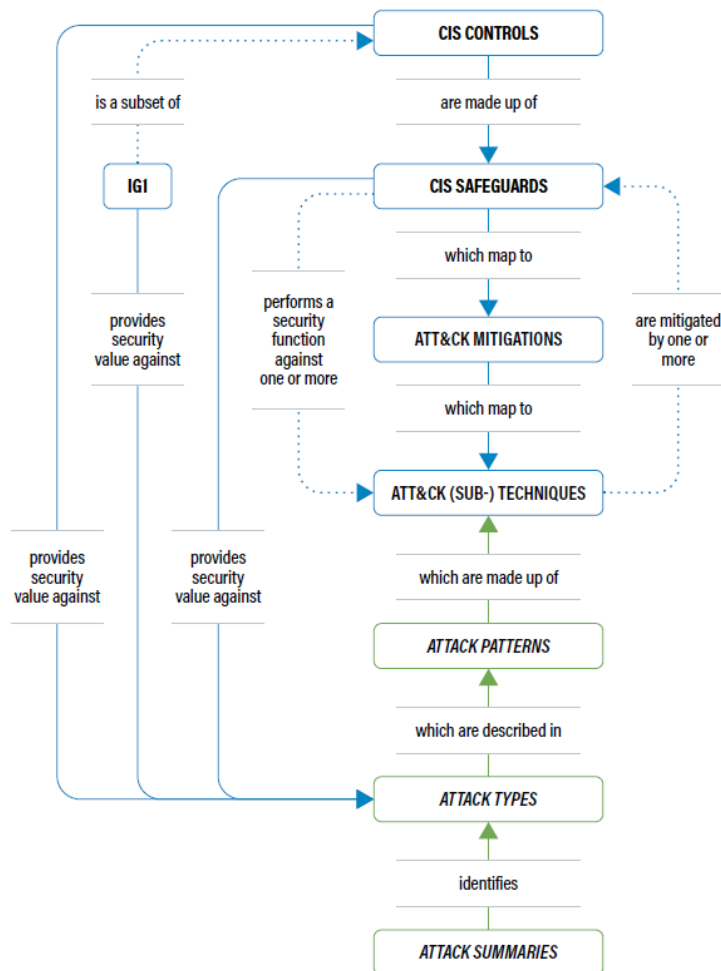 CIS CONTROLS
is a subset of
are made up of
IG1
CIS SAFEGUARDS
which map to
performs a
security
function
against
one or more
provides
security
value against
ATT&CK MITIGATIONS
are mitigated
by one or
more
which map to
ATT&CK (SUB-) TECHNIQUES
provides
security
value against
provides
security
value against
which are made up of
ATTACK PATTERNS
which are described in
ATTACK TYPES
identifies
ATTACK SUMMARIES